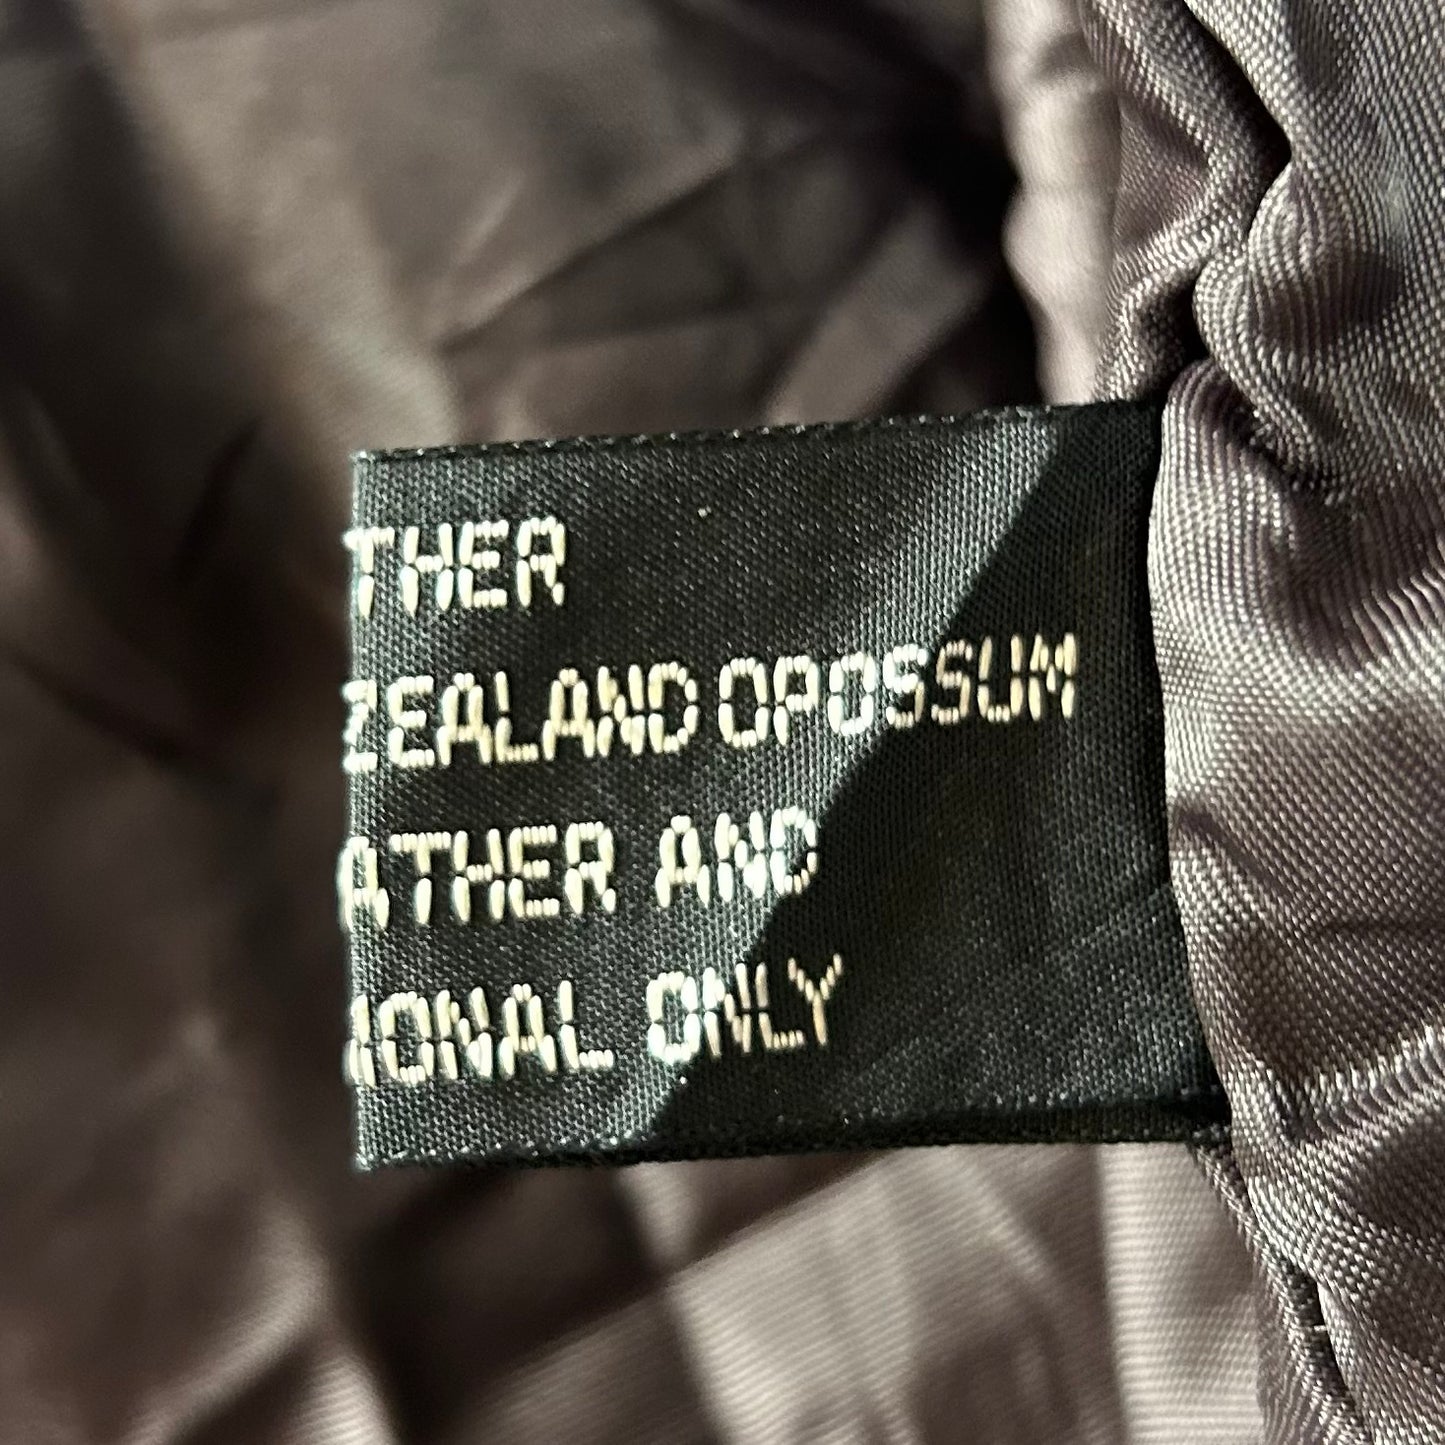 THER
ZEALAND OPOSSUM
ATHER AND
IONAL ONLY